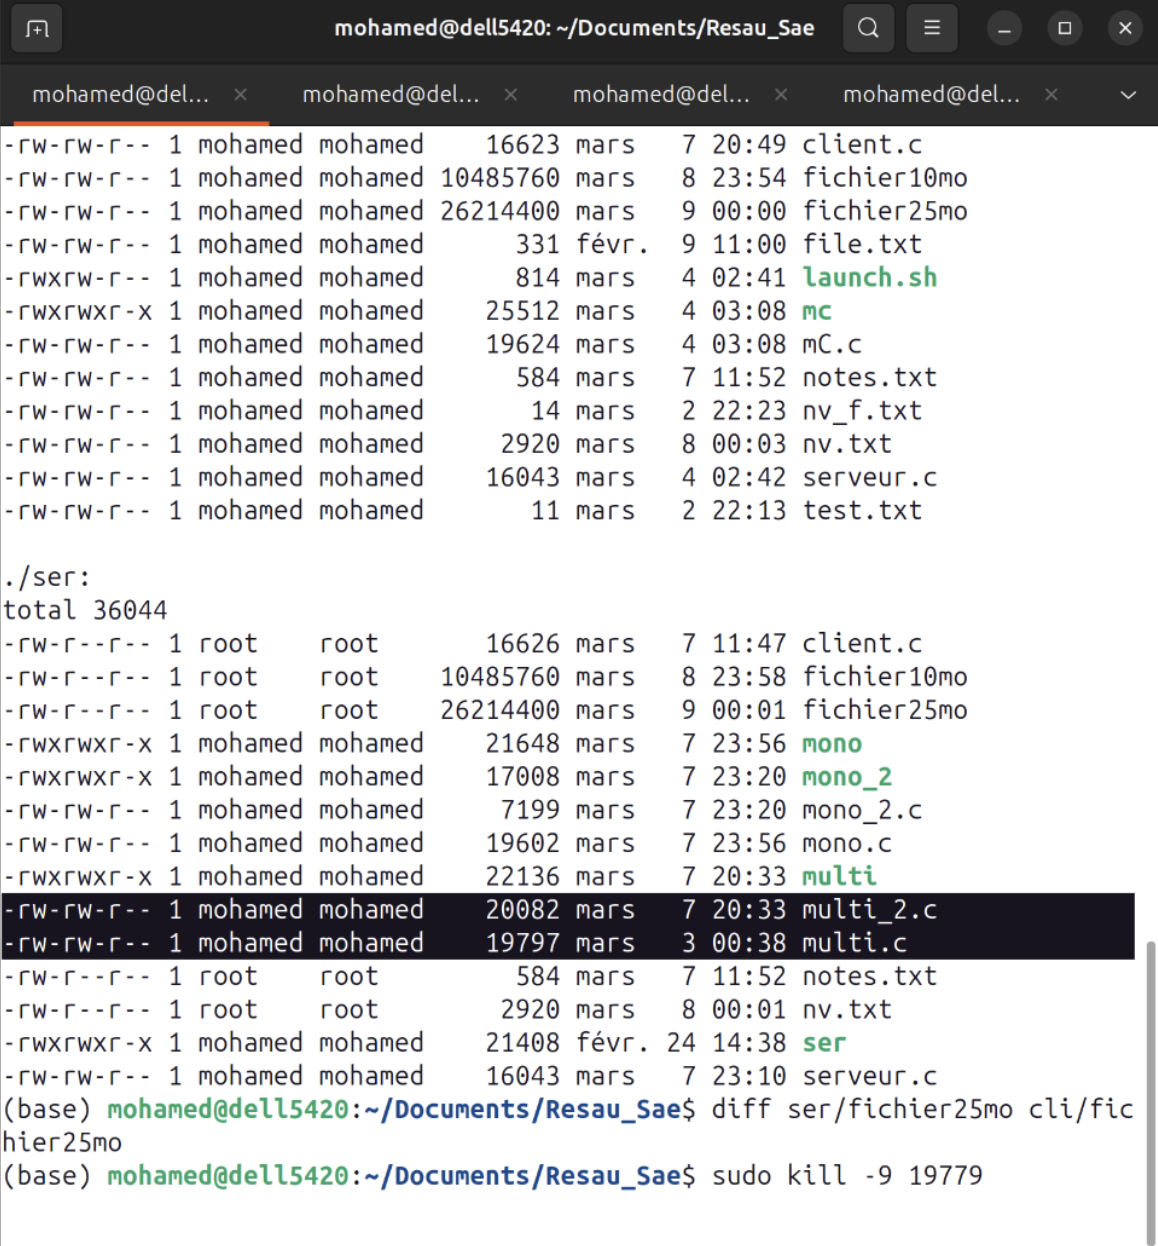 mohamed@dell5420: ~/Documents/Resau_Sae
mohamed@del... × mohamed@del... × mohamed@del... × mohamed@del... ×
-rw-rw-r-- 1 mohamed mohamed    16623 mars   7 20:49 client.c
-rw-rw-r-- 1 mohamed mohamed 10485760 mars   8 23:54 fichier10mo
-rw-rw-r-- 1 mohamed mohamed 26214400 mars   9 00:00 fichier25mo
-rw-rw-r-- 1 mohamed mohamed      331 févr.  9 11:00 file.txt
-rwxrw-r-- 1 mohamed mohamed      814 mars   4 02:41 launch.sh
-rwxrwxr-x 1 mohamed mohamed    25512 mars   4 03:08 mc
-rw-rw-r-- 1 mohamed mohamed    19624 mars   4 03:08 mC.c
-rw-rw-r-- 1 mohamed mohamed      584 mars   7 11:52 notes.txt
-rw-rw-r-- 1 mohamed mohamed       14 mars   2 22:23 nv_f.txt
-rw-rw-r-- 1 mohamed mohamed     2920 mars   8 00:03 nv.txt
-rw-rw-r-- 1 mohamed mohamed    16043 mars   4 02:42 serveur.c
-rw-rw-r-- 1 mohamed mohamed       11 mars   2 22:13 test.txt
./ser:
total 36044
-rw-r--r-- 1 root    root       16626 mars   7 11:47 client.c
-rw-r--r-- 1 root    root    10485760 mars   8 23:58 fichier10mo
-rw-r--r-- 1 root    root    26214400 mars   9 00:01 fichier25mo
-rwxrwxr-x 1 mohamed mohamed    21648 mars   7 23:56 mono
-rwxrwxr-x 1 mohamed mohamed    17008 mars   7 23:20 mono_2
-rw-rw-r-- 1 mohamed mohamed     7199 mars   7 23:20 mono_2.c
-rw-rw-r-- 1 mohamed mohamed    19602 mars   7 23:56 mono.c
-rwxrwxr-x 1 mohamed mohamed    22136 mars   7 20:33 multi
-rw-rw-r-- 1 mohamed mohamed    20082 mars   7 20:33 multi_2.c
-rw-rw-r-- 1 mohamed mohamed    19797 mars   3 00:38 multi.c
-rw-r--r-- 1 root    root         584 mars   7 11:52 notes.txt
-rw-r--r-- 1 root    root        2920 mars   8 00:01 nv.txt
-rwxrwxr-x 1 mohamed mohamed    21408 févr. 24 14:38 ser
-rw-rw-r-- 1 mohamed mohamed    16043 mars   7 23:10 serveur.c
(base) mohamed@dell5420:~/Documents/Resau_Sae$ diff ser/fichier25mo cli/fic
hier25mo
(base) mohamed@dell5420:~/Documents/Resau_Sae$ sudo kill -9 19779